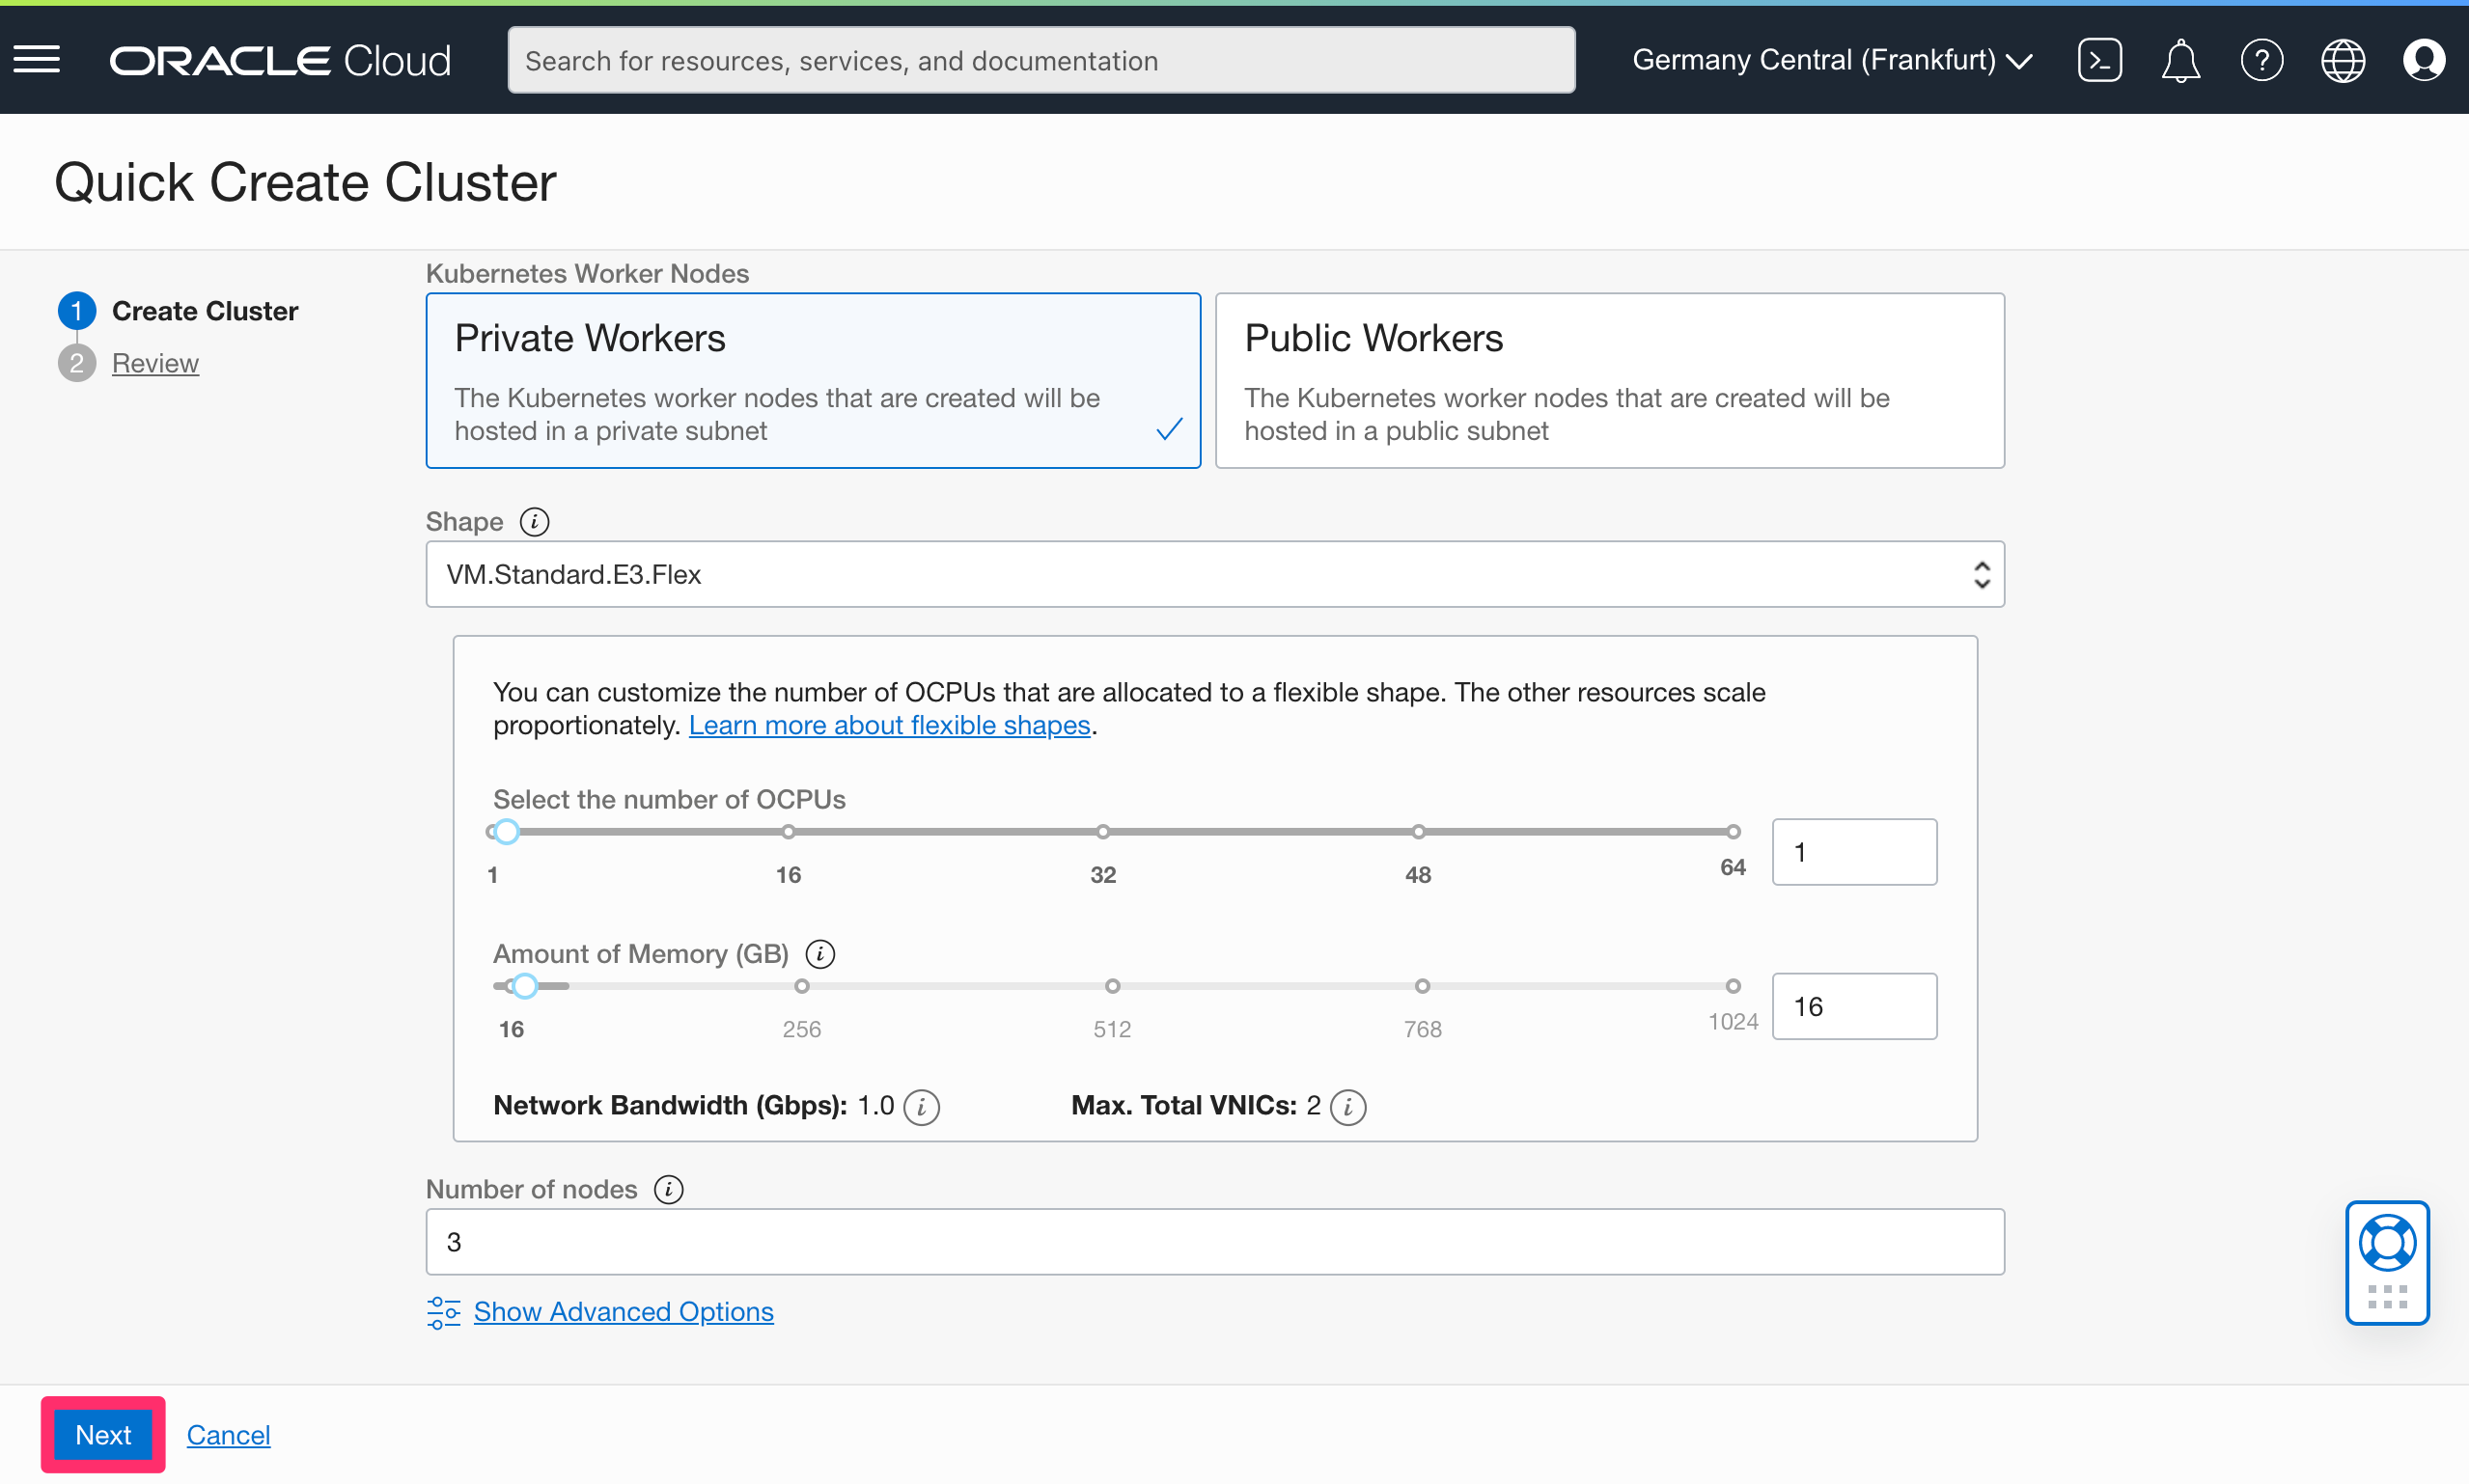 ORACLE Cloud
Search for resources, services, and documentation
Germany Central (Frankfurt)
Quick Create Cluster
1 Create Cluster
2 Review
Kubernetes Worker Nodes
Private Workers
The Kubernetes worker nodes that are created will be
hosted in a private subnet
Public Workers
The Kubernetes worker nodes that are created will be
hosted in a public subnet
Shape i
VM.Standard.E3.Flex
You can customize the number of OCPUs that are allocated to a flexible shape. The other resources scale
proportionately. Learn more about flexible shapes.
Select the number of OCPUs
1 16 32 48 64
1
Amount of Memory (GB) i
16 256 512 768 1024
16
Network Bandwidth (Gbps): 1.0 i
Max. Total VNICs: 2 i
Number of nodes i
3
Show Advanced Options
Next Cancel